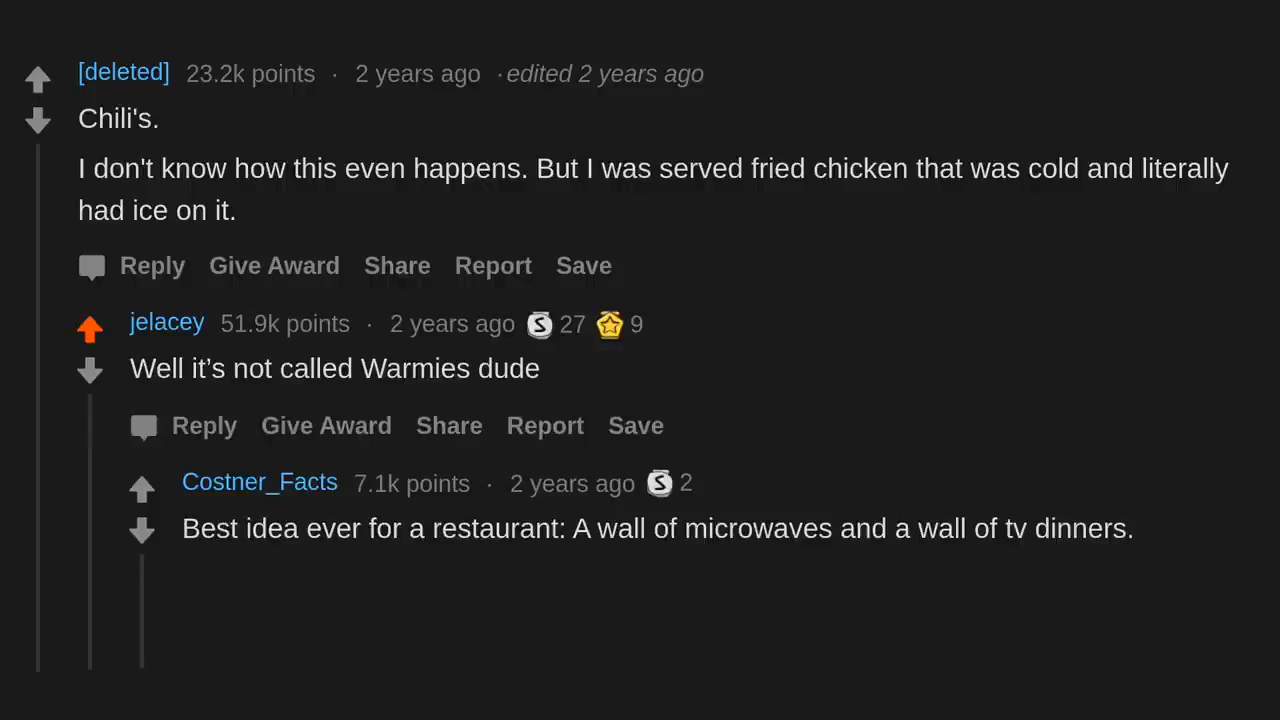 [deleted] 23.2k points · 2 years ago · edited 2 years ago
Chili's.
I don't know how this even happens. But I was served fried chicken that was cold and literally
had ice on it.
Reply Give Award Share Report Save
jelacey 51.9k points · 2 years ago S 27 9
Well it’s not called Warmies dude
Reply Give Award Share Report Save
Costner_Facts 7.1k points · 2 years ago S 2
Best idea ever for a restaurant: A wall of microwaves and a wall of tv dinners.